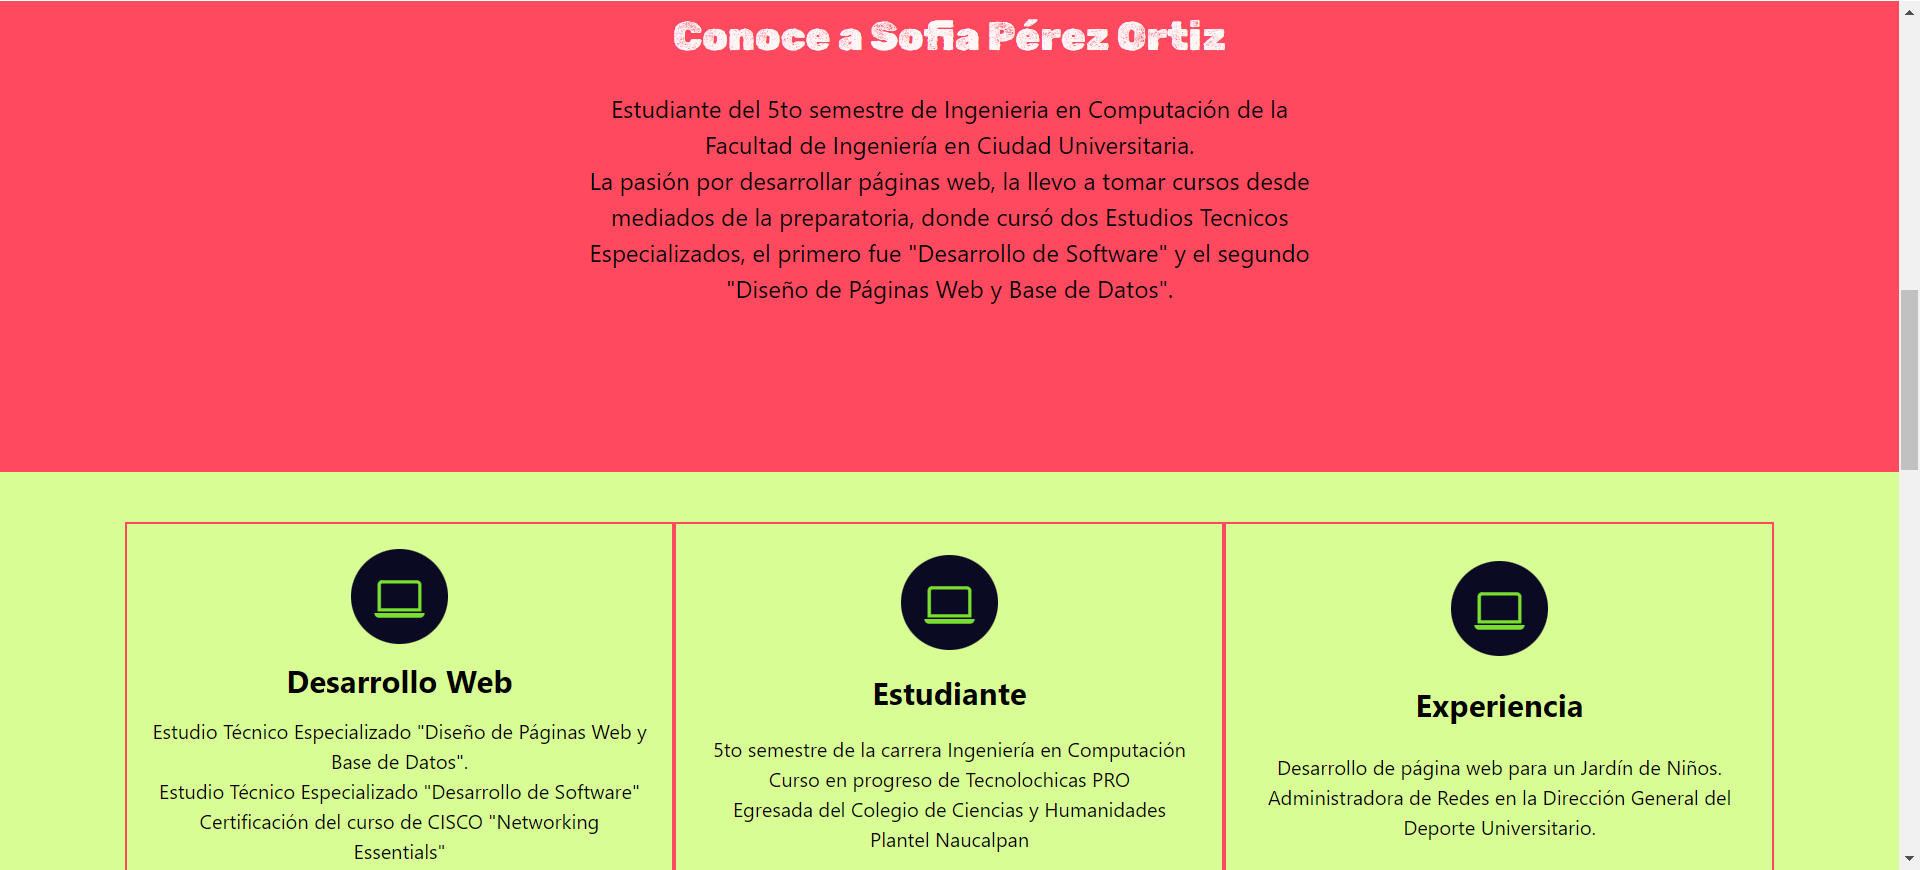 Conoce a Sofia Pérez Ortiz
Estudiante del 5to semestre de Ingenieria en Computación de la
Facultad de Ingeniería en Ciudad Universitaria.
La pasión por desarrollar páginas web, la llevo a tomar cursos desde
mediados de la preparatoria, donde cursó dos Estudios Tecnicos
Especializados, el primero fue "Desarrollo de Software" y el segundo
"Diseño de Páginas Web y Base de Datos".
Desarrollo Web
Estudio Técnico Especializado "Diseño de Páginas Web y
Base de Datos".
Estudio Técnico Especializado "Desarrollo de Software"
Certificación del curso de CISCO "Networking
Essentials"
Estudiante
5to semestre de la carrera Ingeniería en Computación
Curso en progreso de Tecnolochicas PRO
Egresada del Colegio de Ciencias y Humanidades
Plantel Naucalpan
Experiencia
Desarrollo de página web para un Jardín de Niños.
Administradora de Redes en la Dirección General del
Deporte Universitario.